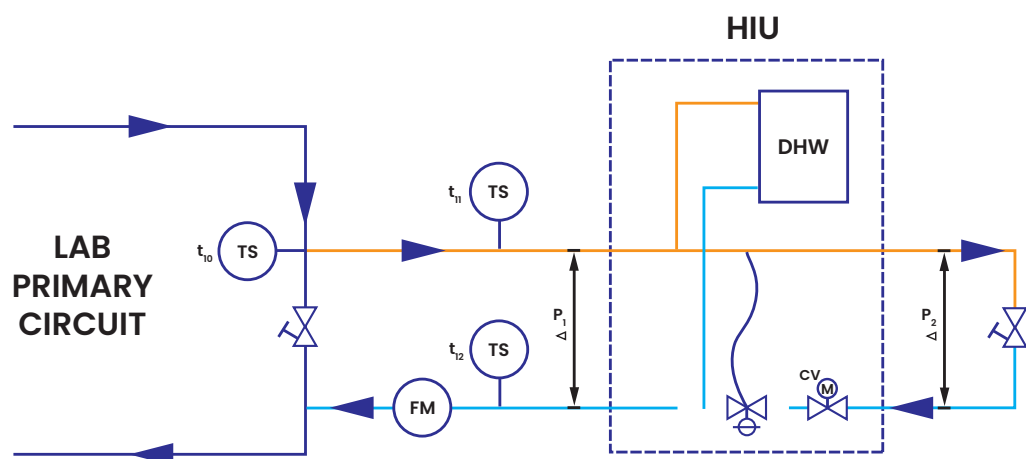 HIU
DHW
t11
TS
t10
TS
LAB
PRIMARY
CIRCUIT
P1
Δ
P2
Δ
t12
TS
CV
M
FM